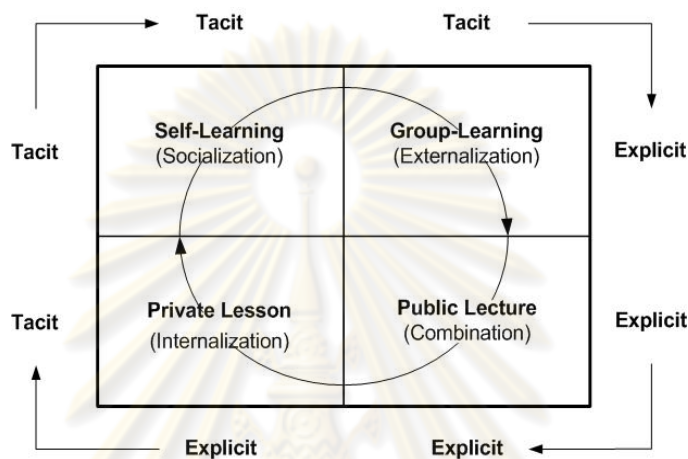 Tacit Tacit
Self-Learning Group-Learning
(Socialization) (Externalization)
Tacit Explicit
Private Lesson Public Lecture
(Internalization) (Combination)
Tacit Explicit
Explicit Explicit